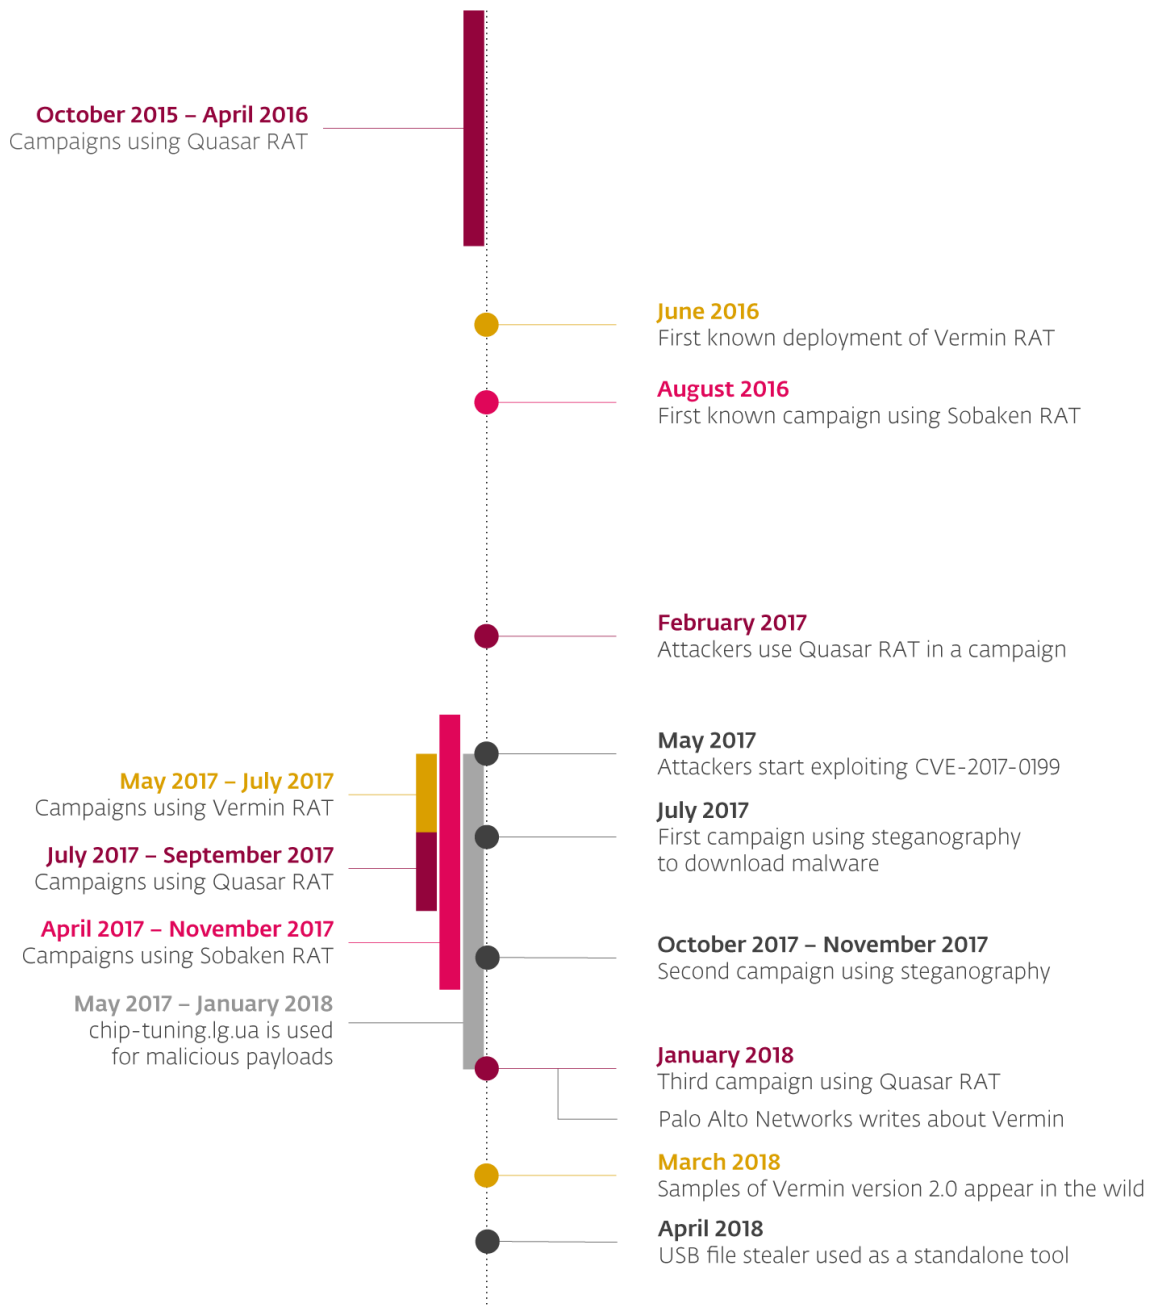 October 2015 – April 2016
Campaigns using Quasar RAT
June 2016
First known deployment of Vermin RAT
August 2016
First known campaign using Sobaken RAT
February 2017
Attackers use Quasar RAT in a campaign
May 2017
Attackers start exploiting CVE-2017-0199
May 2017 – July 2017
Campaigns using Vermin RAT
July 2017
First campaign using steganography
to download malware
July 2017 – September 2017
Campaigns using Quasar RAT
April 2017 – November 2017
Campaigns using Sobaken RAT
October 2017 – November 2017
Second campaign using steganography
May 2017 – January 2018
chip-tuning.lg.ua is used
for malicious payloads
January 2018
Third campaign using Quasar RAT
Palo Alto Networks writes about Vermin
March 2018
Samples of Vermin version 2.0 appear in the wild
April 2018
USB file stealer used as a standalone tool